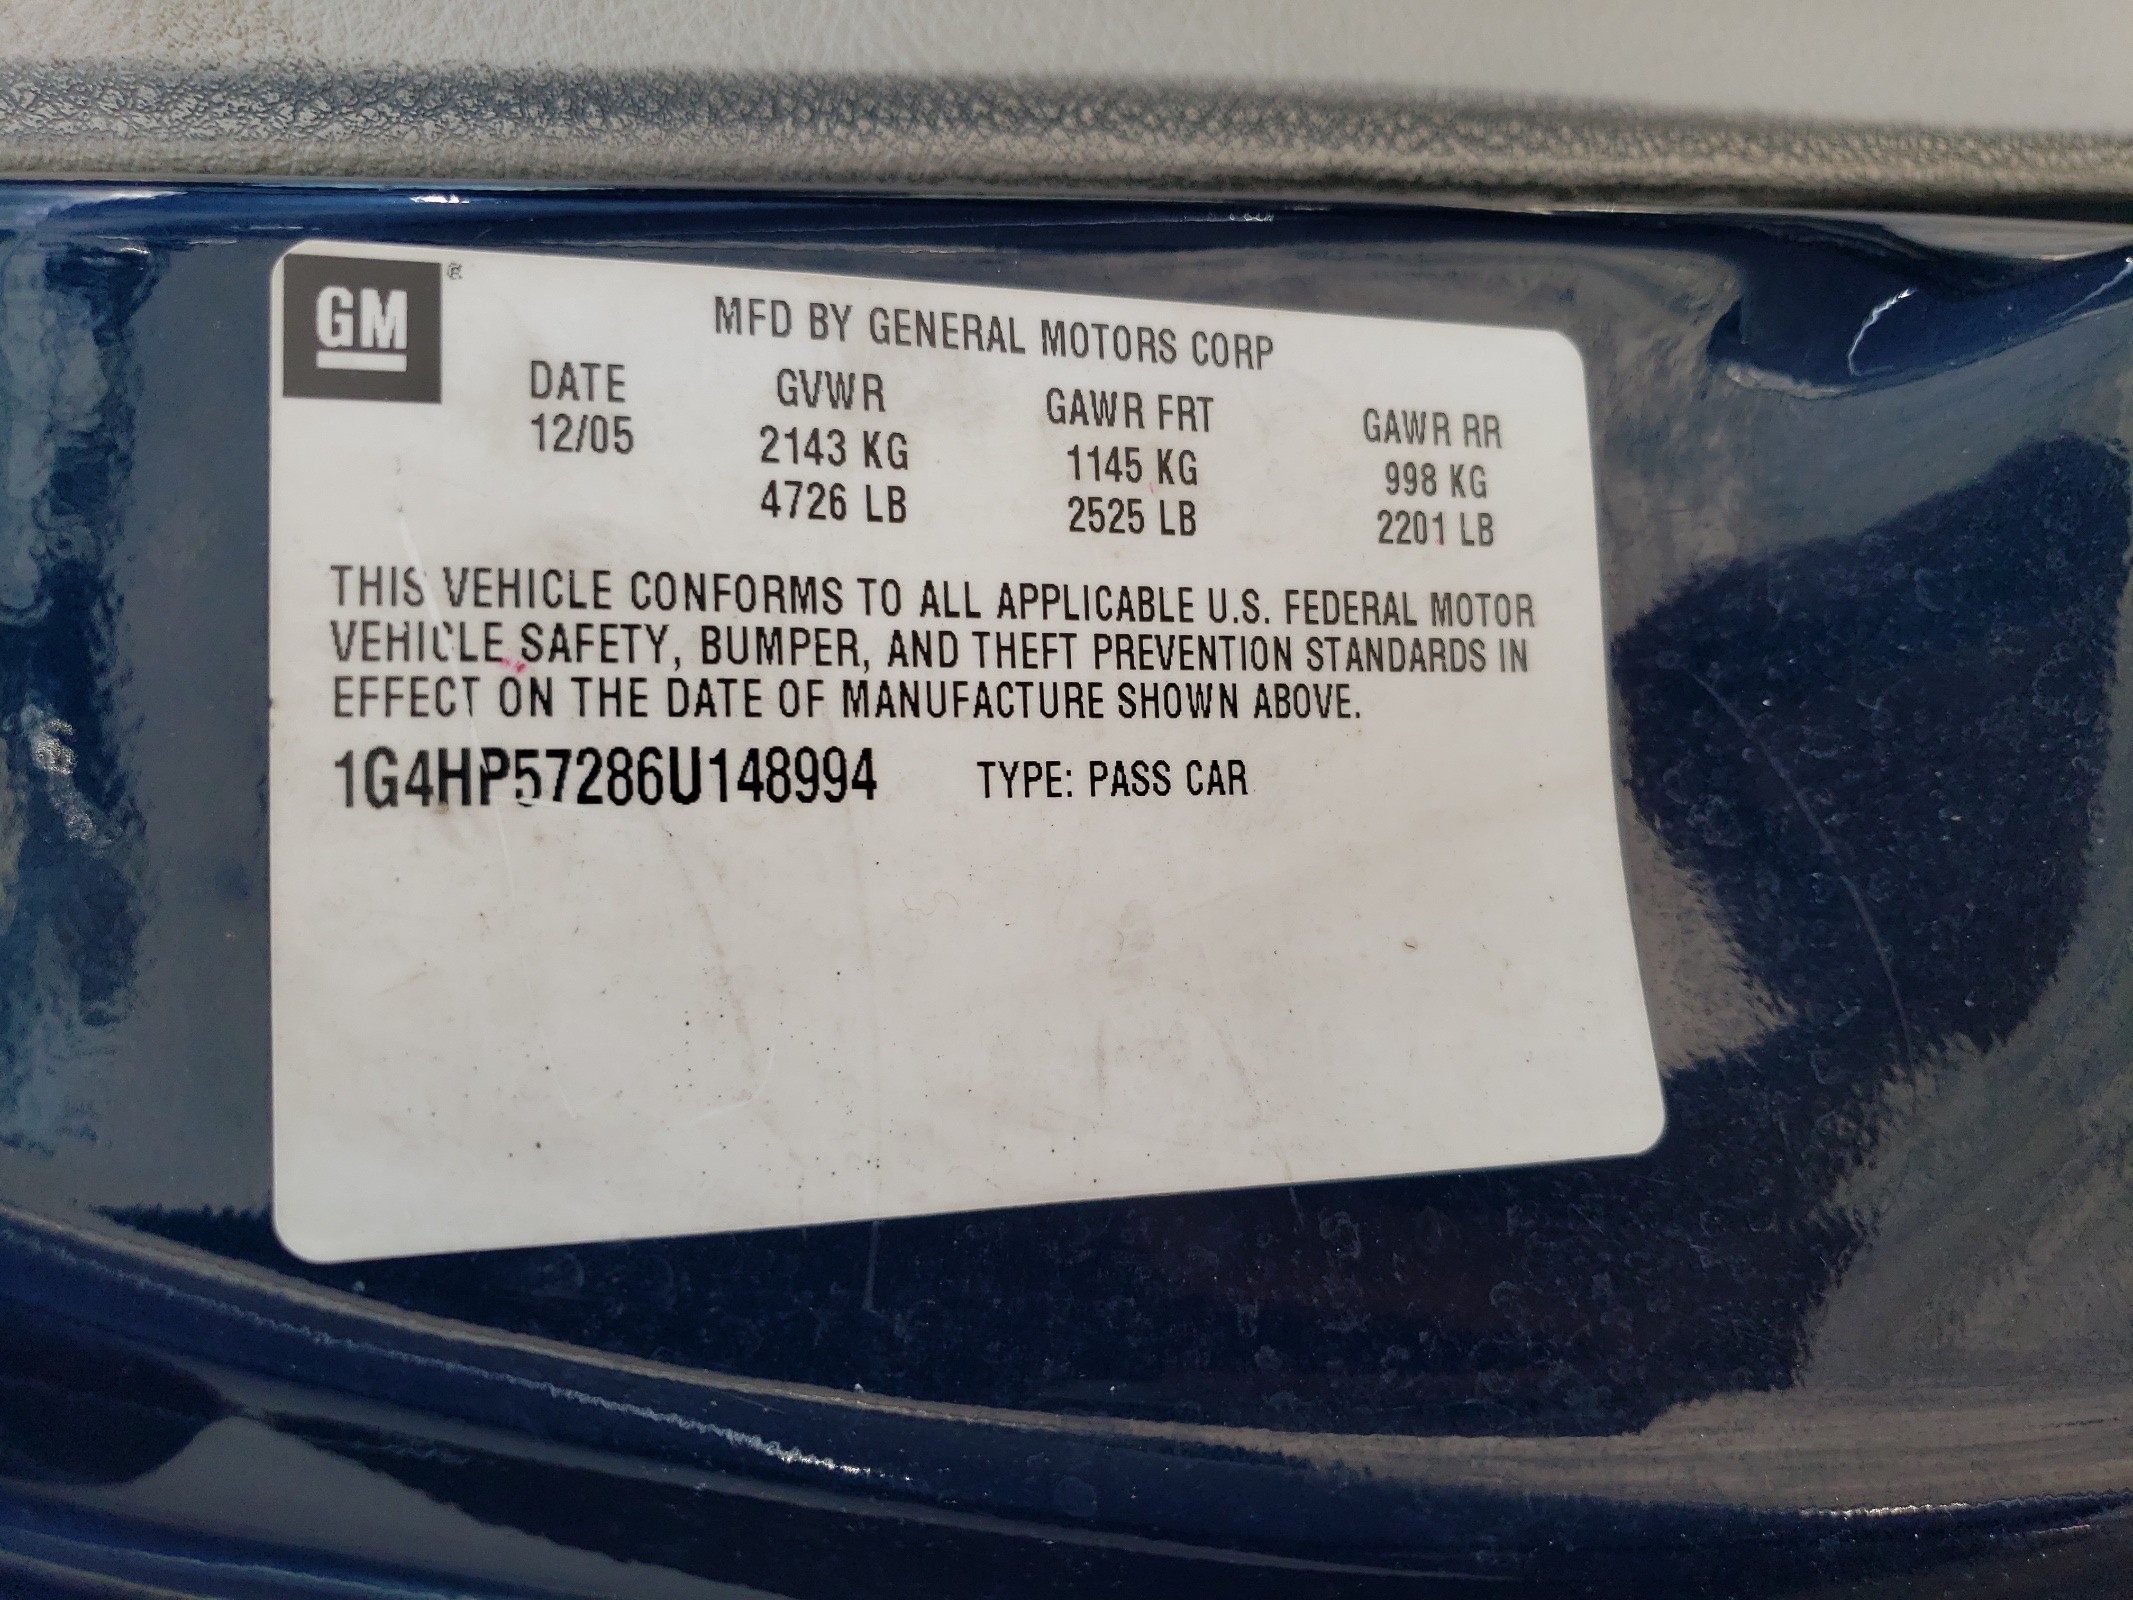 GM ®
MFD BY GENERAL MOTORS CORP
DATE GVWR GAWR FRT GAWR RR
12/05 2143 KG 1145 KG 998 KG
4726 LB 2525 LB 2201 LB
THIS VEHICLE CONFORMS TO ALL APPLICABLE U.S. FEDERAL MOTOR
VEHICLE SAFETY, BUMPER, AND THEFT PREVENTION STANDARDS IN
EFFECT ON THE DATE OF MANUFACTURE SHOWN ABOVE.
1G4HP57286U148994 TYPE: PASS CAR